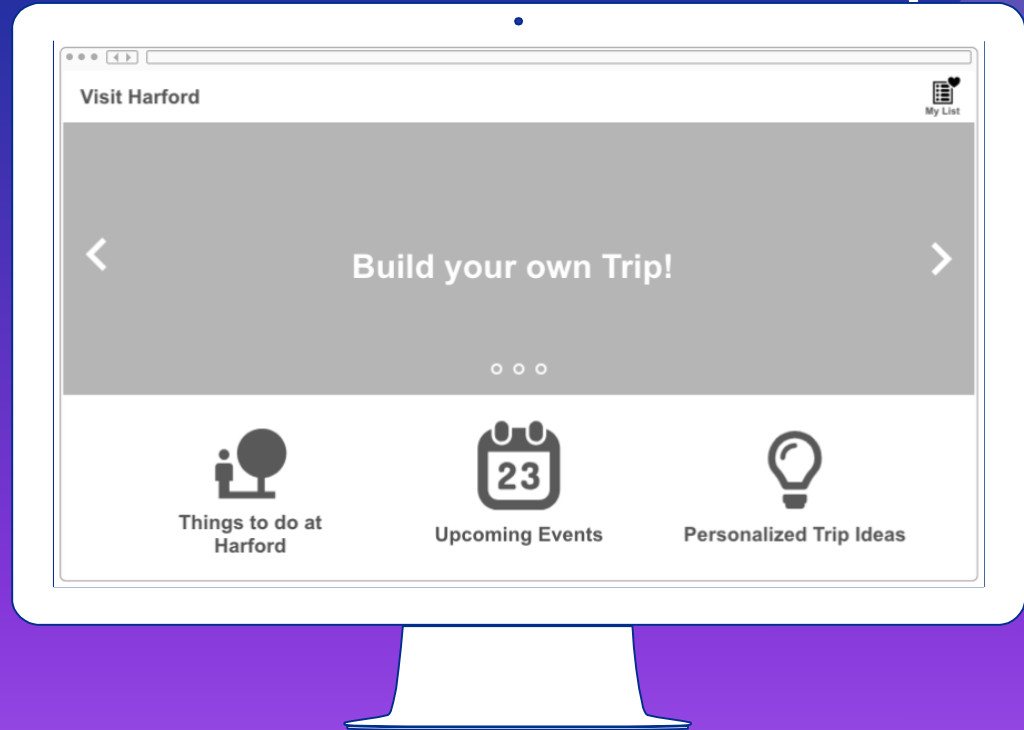 Visit Harford
My List
Build your own Trip!
23
Things to do at
Harford
Upcoming Events
Personalized Trip Ideas